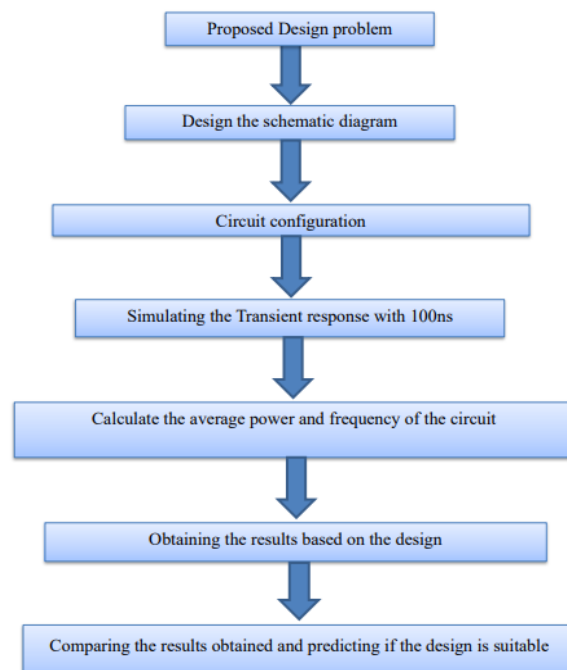 Proposed Design problem
Design the schematic diagram
Circuit configuration
Simulating the Transient response with 100ns
Calculate the average power and frequency of the circuit
Obtaining the results based on the design
Comparing the results obtained and predicting if the design is suitable